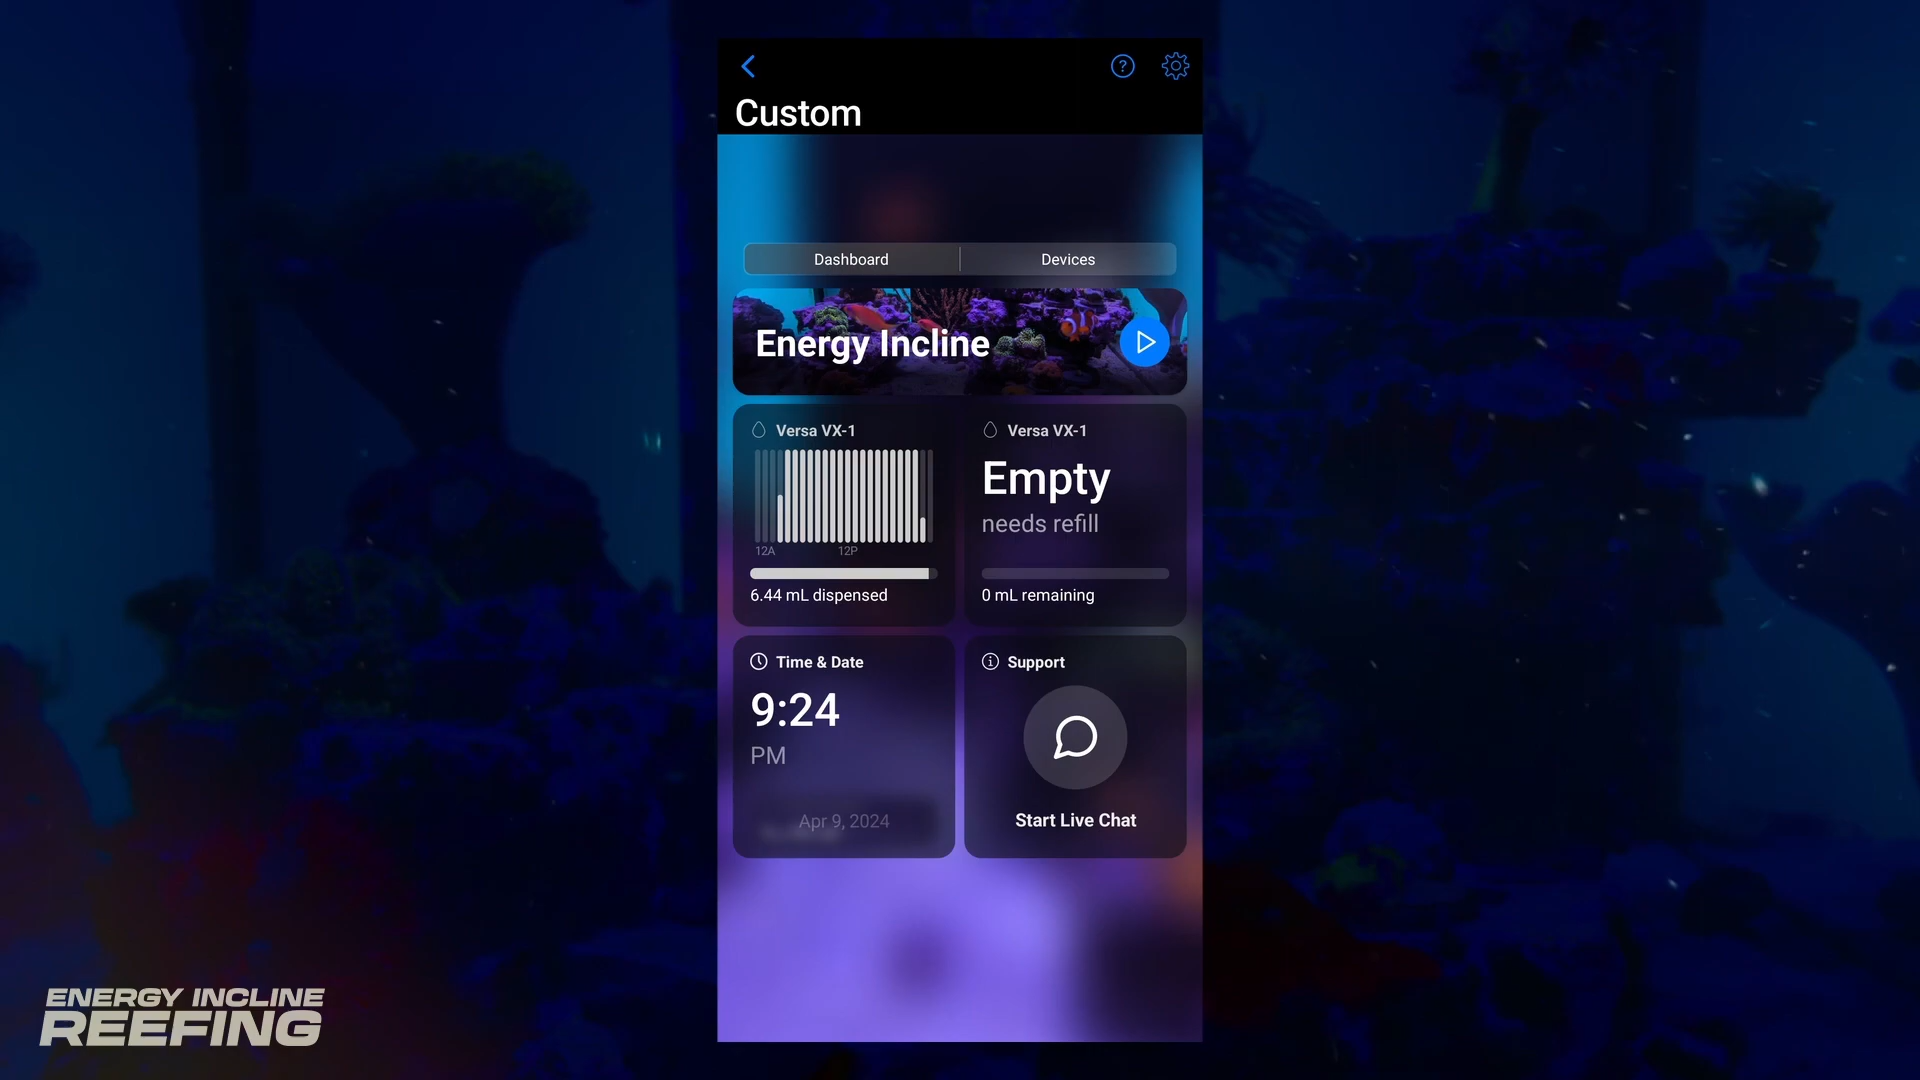 Custom
Dashboard
Devices
Energy Incline
Versa VX-1
12A
12P
6.44 mL dispensed
Versa VX-1
Empty
needs refill
0 mL remaining
Time & Date
9:24
PM
Apr 9, 2024
Support
Start Live Chat
ENERGY INCLINE
REEFING